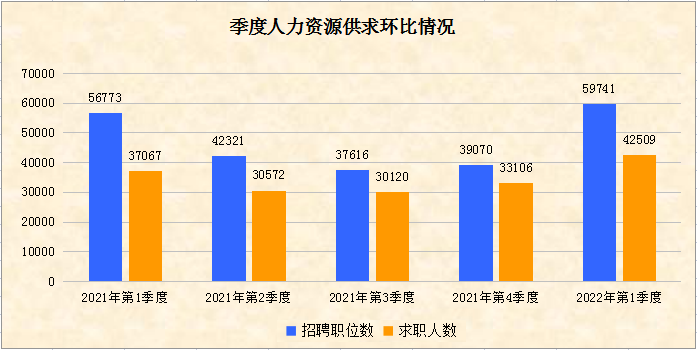 季度人力资源供求环比情况
70000
60000
50000
40000
30000
20000
10000
0
56773
37067
42321
30572
37616
30120
39070
33106
59741
42509
2021年第1季度
2021年第2季度
2021年第3季度
2021年第4季度
2022年第1季度
招聘职位数
求职人数